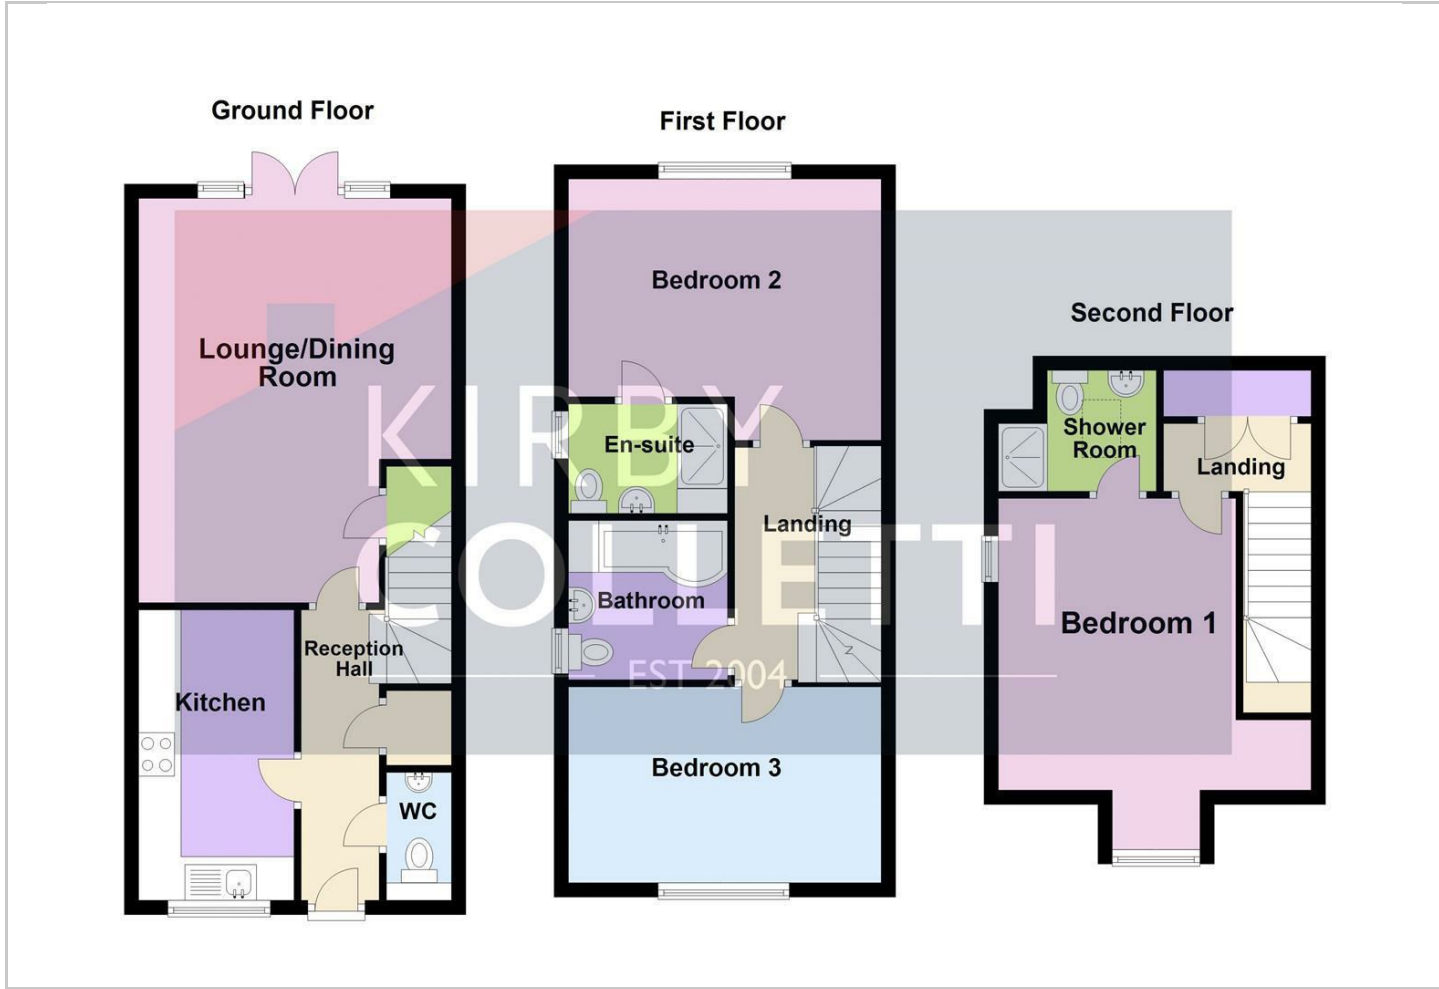 Ground Floor
First Floor
Second Floor
Lounge/Dining
Room
Kitchen
Reception
Hall
WC
Bedroom 2
En-suite
Landing
Bathroom
Bedroom 3
Shower
Room
Landing
Bedroom 1
KIRBY
COLLETTI
EST 2004